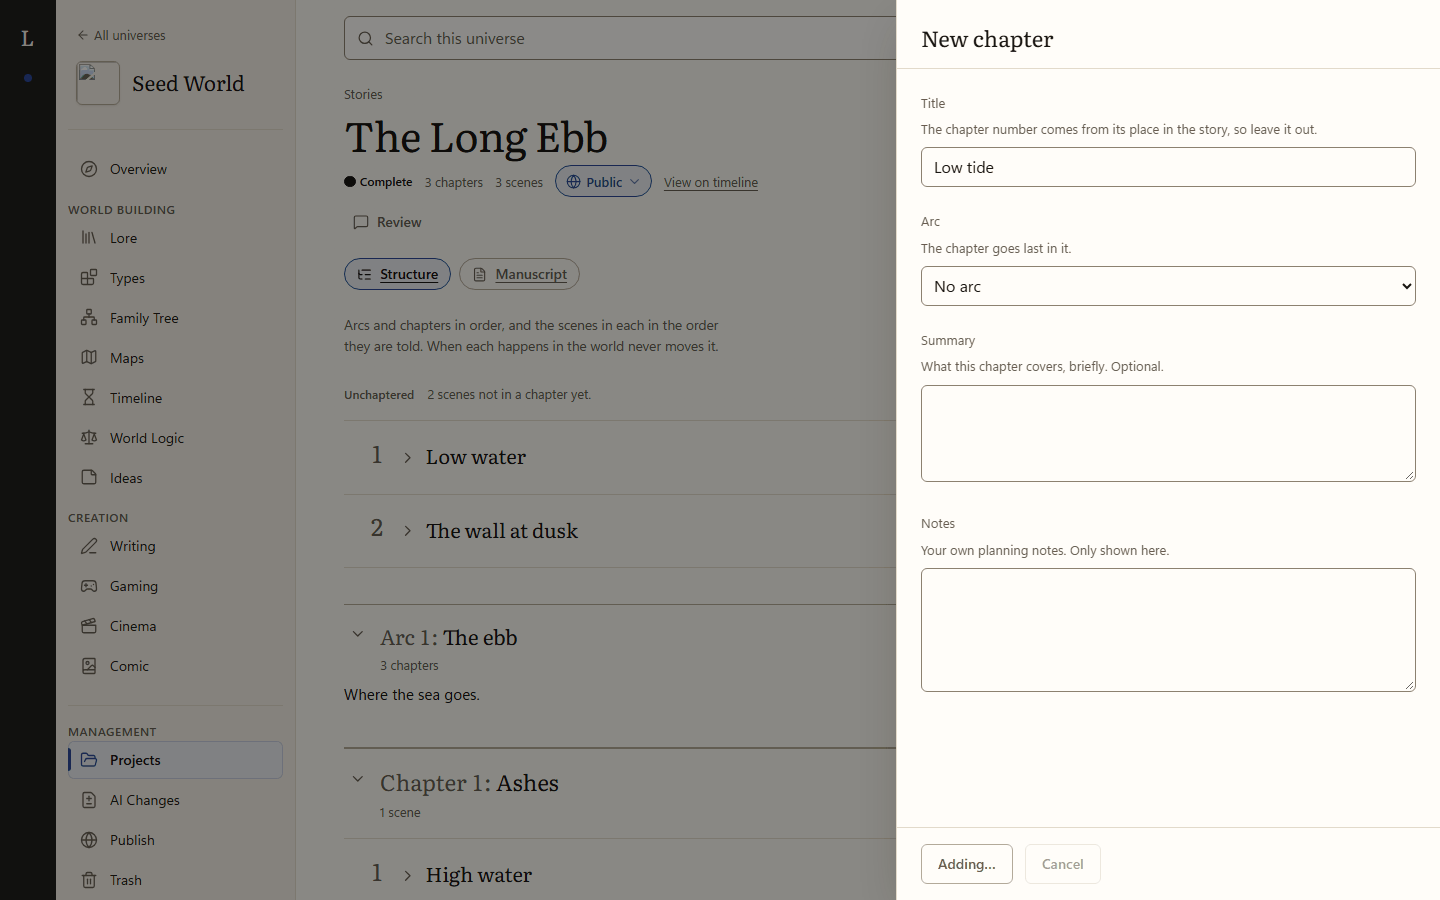 L
All universes
Seed World
Overview
WORLD BUILDING
Lore
Types
Family Tree
Maps
Timeline
World Logic
Ideas
CREATION
Writing
Gaming
Cinema
Comic
MANAGEMENT
Projects
AI Changes
Publish
Trash
Search this universe
Stories
The Long Ebb
Complete 3 chapters 3 scenes Public View on timeline
Review
Structure Manuscript
Arcs and chapters in order, and the scenes in each in the order
they are told. When each happens in the world never moves it.
Unchaptered 2 scenes not in a chapter yet.
1 Low water
2 The wall at dusk
Arc 1: The ebb
3 chapters
Where the sea goes.
Chapter 1: Ashes
1 scene
1 High water
New chapter
Title
The chapter number comes from its place in the story, so leave it out.
Low tide
Arc
The chapter goes last in it.
No arc
Summary
What this chapter covers, briefly. Optional.
Notes
Your own planning notes. Only shown here.
Adding... Cancel